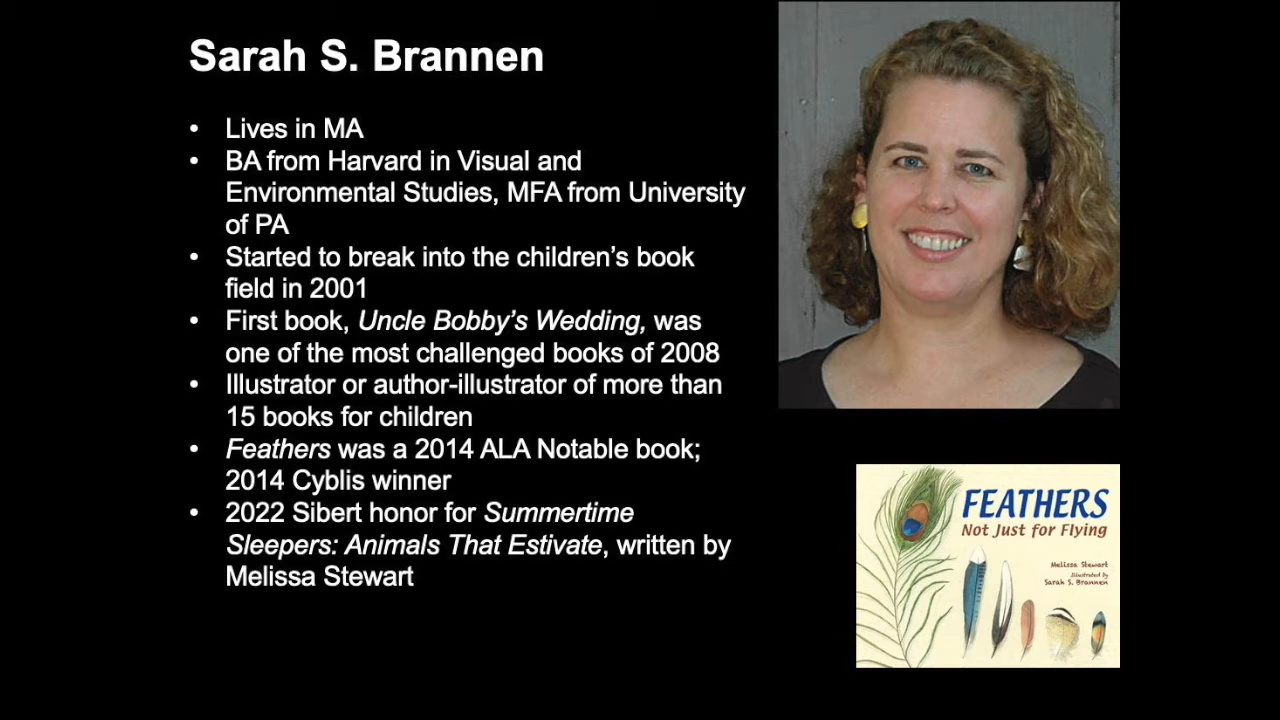 Sarah S. Brannen
• Lives in MA
• BA from Harvard in Visual and
Environmental Studies, MFA from University
of PA
• Started to break into the children’s book
field in 2001
• First book, Uncle Bobby’s Wedding, was
one of the most challenged books of 2008
• Illustrator or author-illustrator of more than
15 books for children
• Feathers was a 2014 ALA Notable book;
2014 Cyblis winner
• 2022 Sibert honor for Summertime
Sleepers: Animals That Estivate, written by
Melissa Stewart
FEATHERS
Not Just for Flying
Melissa Stewart
Illustrated by
Sarah S. Brannen